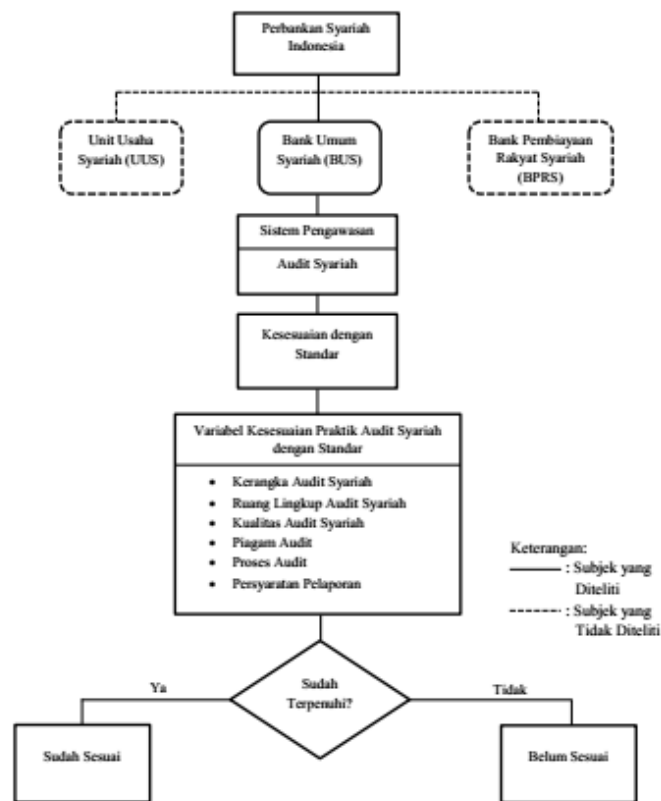 Perbankan Syariah
Indonesia
Unit Usaha
Syariah (UUS)
Bank Umum
Syariah (BUS)
Bank Pembiayaan
Rakyat Syariah
(BPRS)
Sistem Pengawasan
Audit Syariah
Kesesuaian dengan
Standar
Variabel Kesesuaian Praktik Audit Syariah
dengan Standar
• Kerangka Audit Syariah
• Ruang Lingkup Audit Syariah
• Kualitas Audit Syariah
• Piagam Audit
• Proses Audit
• Persyaratan Pelaporan
Keterangan:
: Subjek yang
Diteliti
: Subjek yang
Tidak Diteliti
Sudah
Terpenuhi?
Ya
Tidak
Sudah Sesuai
Belum Sesuai